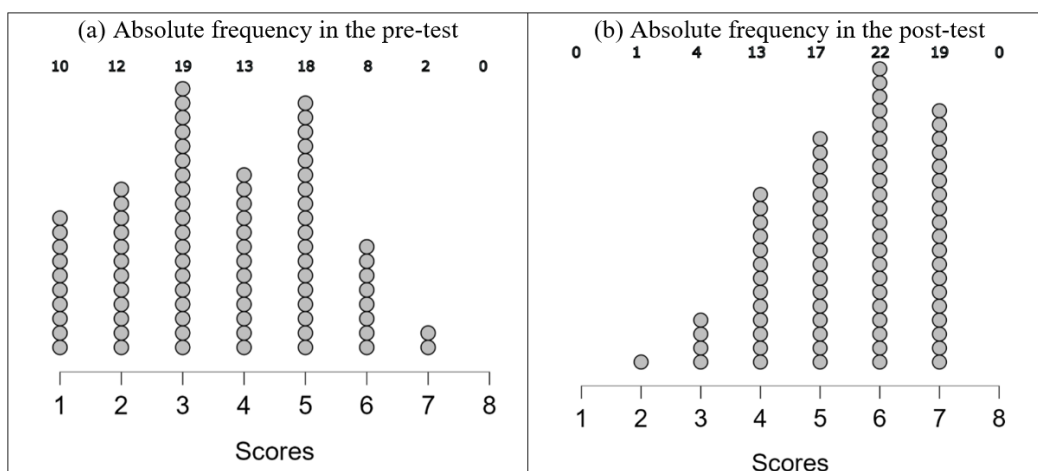 (a) Absolute frequency in the pre-test
10 12 19 13 18 8 2 0
1 2 3 4 5 6 7 8
Scores
(b) Absolute frequency in the post-test
0 1 4 13 17 22 19 0
1 2 3 4 5 6 7 8
Scores